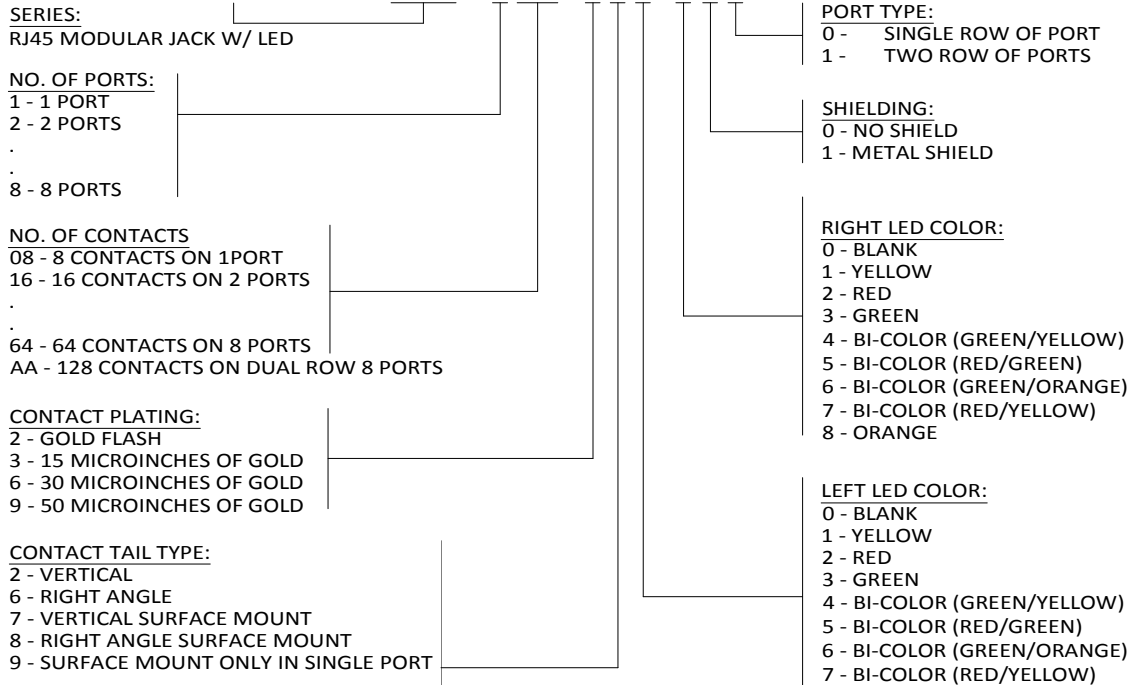 SERIES:
RJ45 MODULAR JACK W/ LED
NO. OF PORTS:
1 - 1 PORT
2 - 2 PORTS
.
.
8 - 8 PORTS
NO. OF CONTACTS
08 - 8 CONTACTS ON 1PORT
16 - 16 CONTACTS ON 2 PORTS
.
.
64 - 64 CONTACTS ON 8 PORTS
AA - 128 CONTACTS ON DUAL ROW 8 PORTS
CONTACT PLATING:
2 - GOLD FLASH
3 - 15 MICROINCHES OF GOLD
6 - 30 MICROINCHES OF GOLD
9 - 50 MICROINCHES OF GOLD
CONTACT TAIL TYPE:
2 - VERTICAL
6 - RIGHT ANGLE
7 - VERTICAL SURFACE MOUNT
8 - RIGHT ANGLE SURFACE MOUNT
9 - SURFACE MOUNT ONLY IN SINGLE PORT
PORT TYPE:
0 - SINGLE ROW OF PORT
1 - TWO ROW OF PORTS
SHIELDING:
0 - NO SHIELD
1 - METAL SHIELD
RIGHT LED COLOR:
0 - BLANK
1 - YELLOW
2 - RED
3 - GREEN
4 - BI-COLOR (GREEN/YELLOW)
5 - BI-COLOR (RED/GREEN)
6 - BI-COLOR (GREEN/ORANGE)
7 - BI-COLOR (RED/YELLOW)
8 - ORANGE
LEFT LED COLOR:
0 - BLANK
1 - YELLOW
2 - RED
3 - GREEN
4 - BI-COLOR (GREEN/YELLOW)
5 - BI-COLOR (RED/GREEN)
6 - BI-COLOR (GREEN/ORANGE)
7 - BI-COLOR (RED/YELLOW)